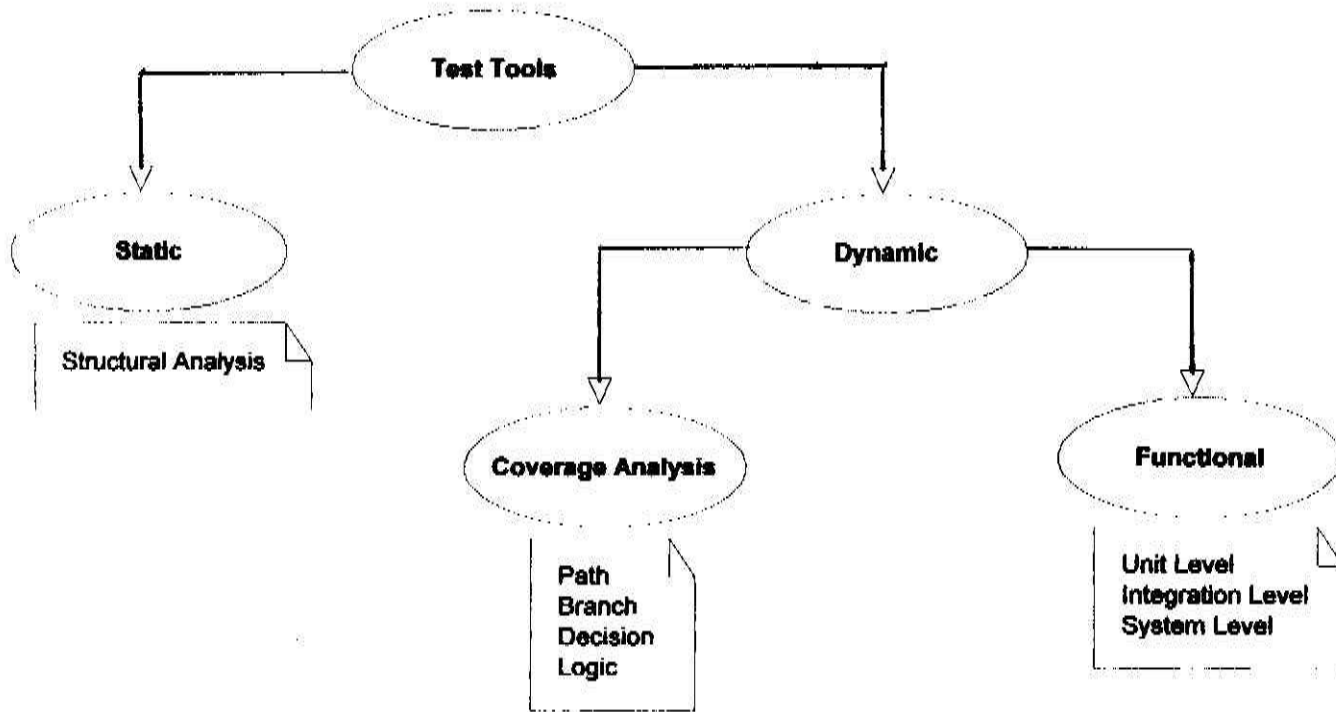 Test Tools
Static
Dynamic
Structural Analysis
Coverage Analysis
Functional
Path
Branch
Decision
Logic
Unit Level
Integration Level
System Level